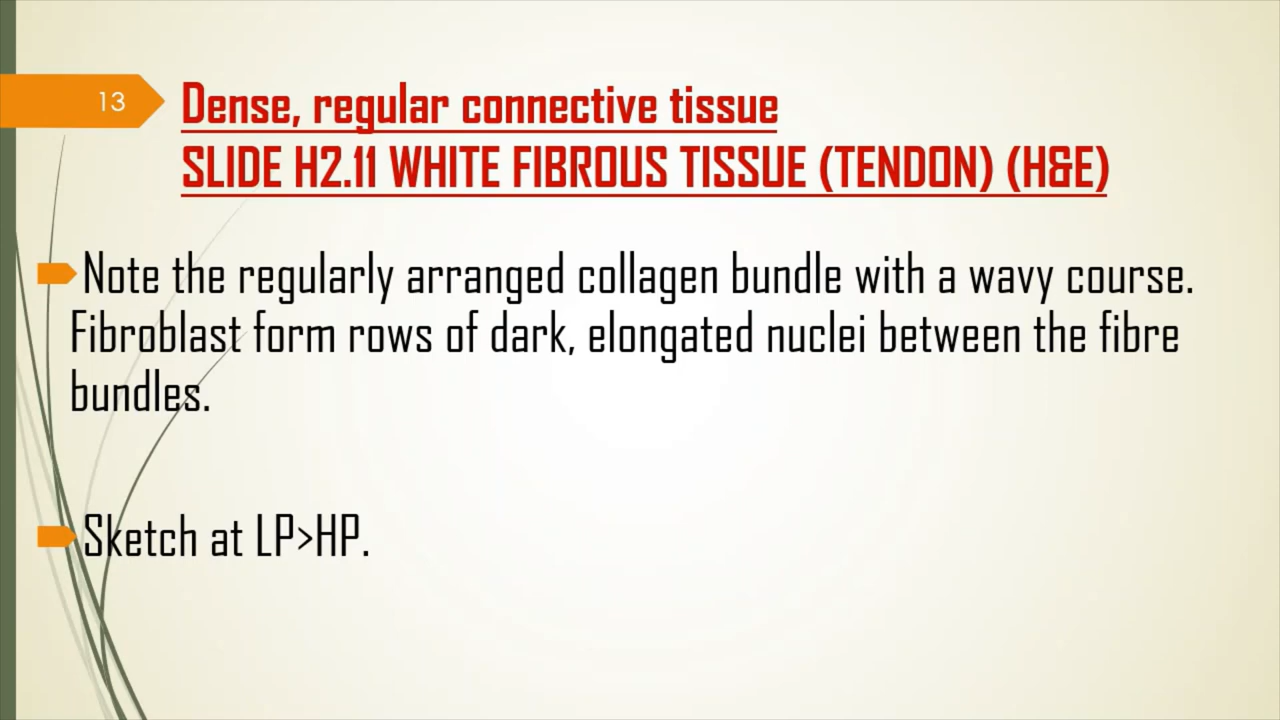 13
Dense, regular connective tissue
SLIDE H2.11 WHITE FIBROUS TISSUE (TENDON) (H&E)
Note the regularly arranged collagen bundle with a wavy course.
Fibroblast form rows of dark, elongated nuclei between the fibre
bundles.
Sketch at LP>HP.